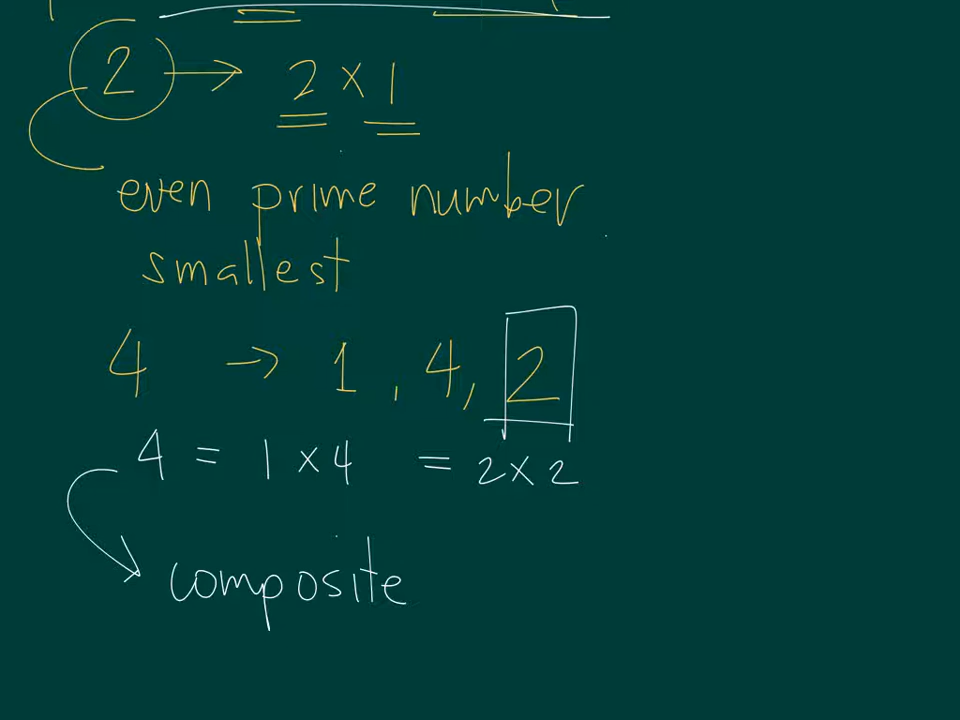 2 → 2 × 1
even prime number
smallest
4 → 1 , 4, 2
4 = 1 × 4 = 2 × 2
composite